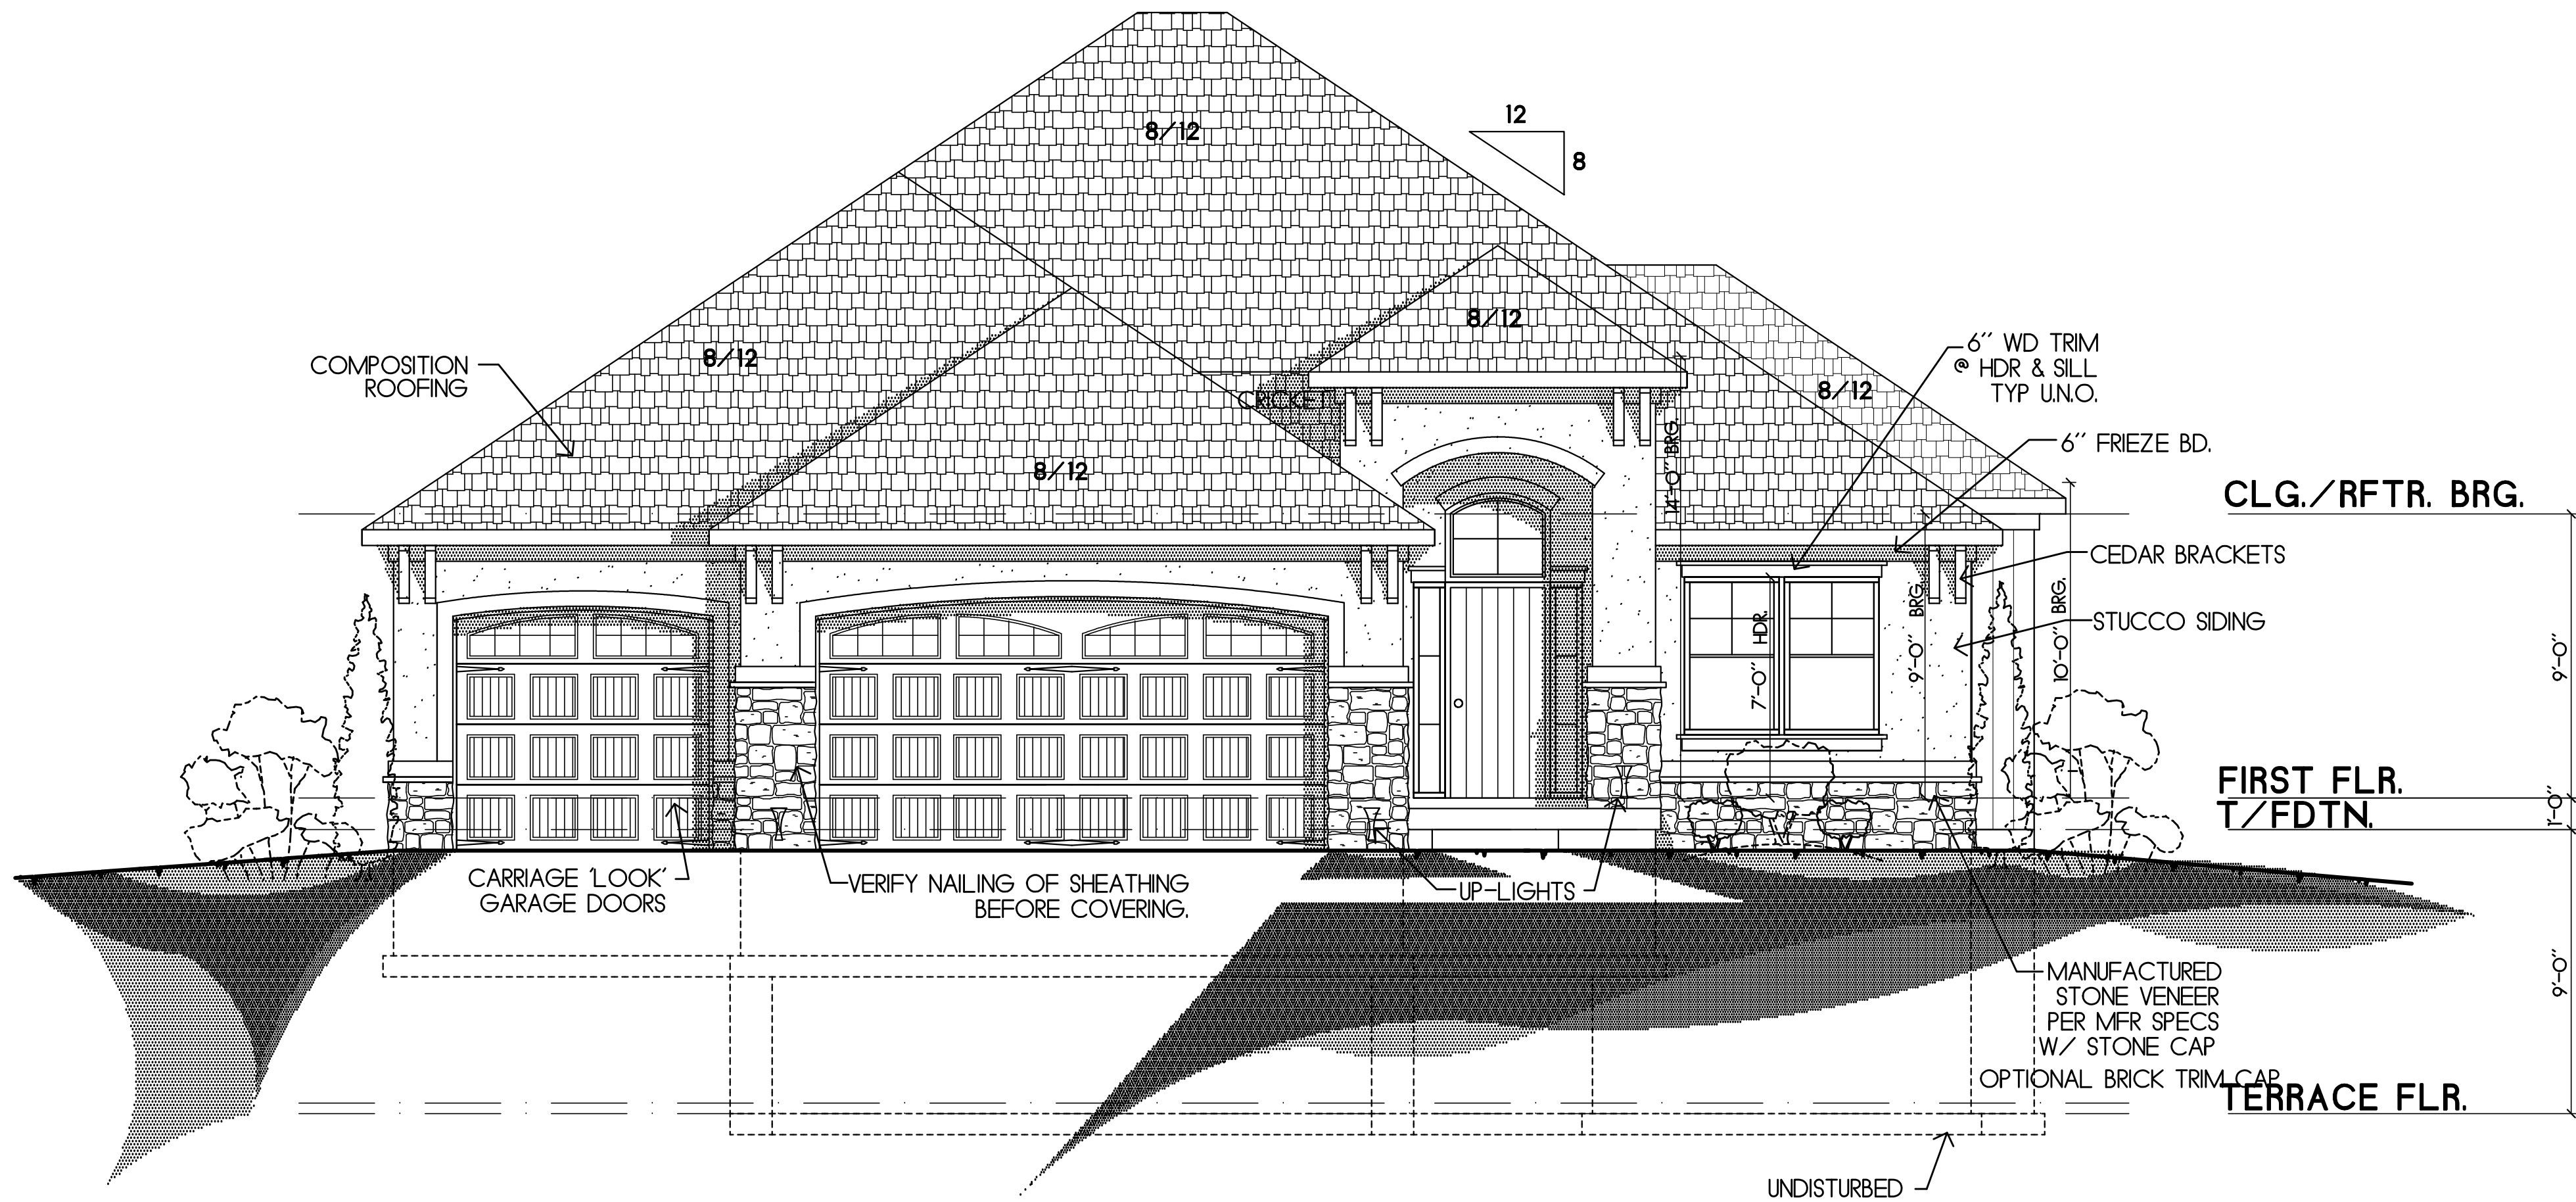 12
8
8/12
8/12
8/12
8/12
8/12
COMPOSITION
ROOFING
CRICKET
14'-0" BRG.
6" WD TRIM
@ HDR & SILL
TYP U.N.O.
6" FRIEZE BD.
CLG./RFTR. BRG.
CEDAR BRACKETS
STUCCO SIDING
7'-0" HDR.
9'-0" BRG.
10'-0" BRG.
9'-0"
FIRST FLR.
T/FDTN.
1'-0"
CARRIAGE 'LOOK'
GARAGE DOORS
VERIFY NAILING OF SHEATHING
BEFORE COVERING.
UP-LIGHTS
9'-0"
MANUFACTURED
STONE VENEER
PER MFR SPECS
W/ STONE CAP
OPTIONAL BRICK TRIM CAP
TERRACE FLR.
UNDISTURBED